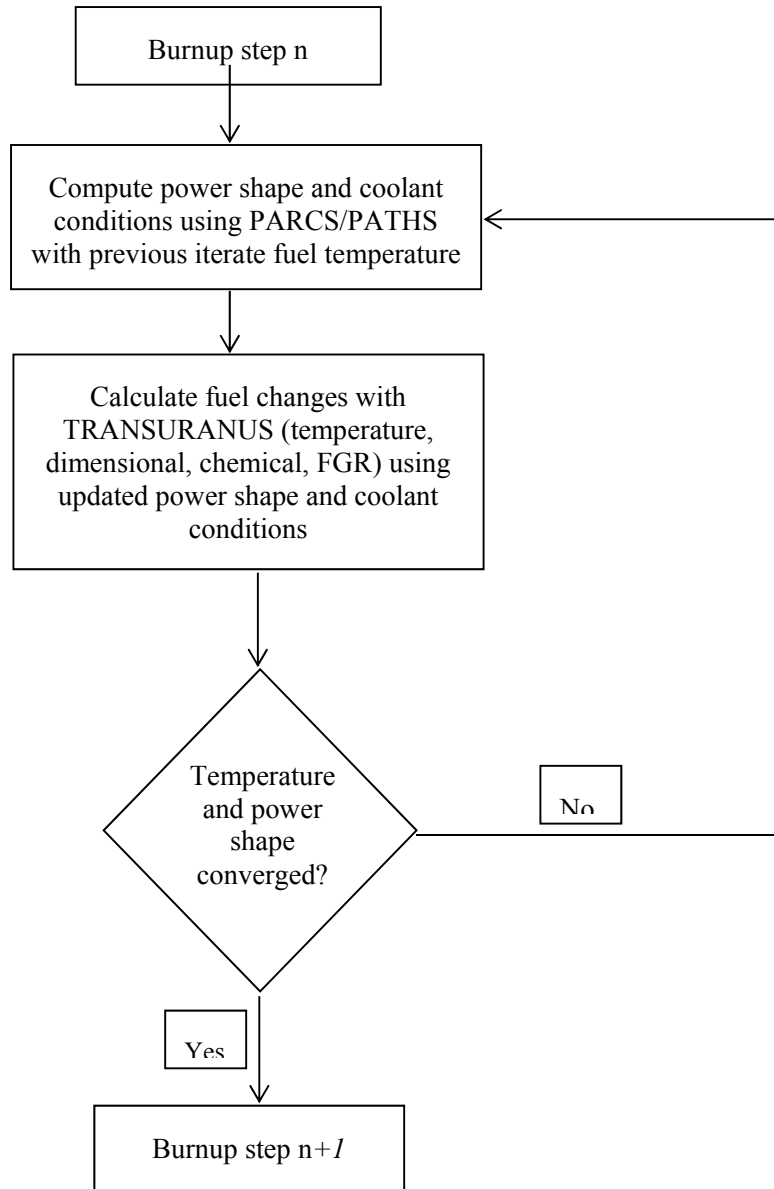 Burnup step n
Compute power shape and coolant
conditions using PARCS/PATHS
with previous iterate fuel temperature
Calculate fuel changes with
TRANSURANUS (temperature,
dimensional, chemical, FGR) using
updated power shape and coolant
conditions
Temperature
and power
shape
converged?
No
Yes
Burnup step n+1